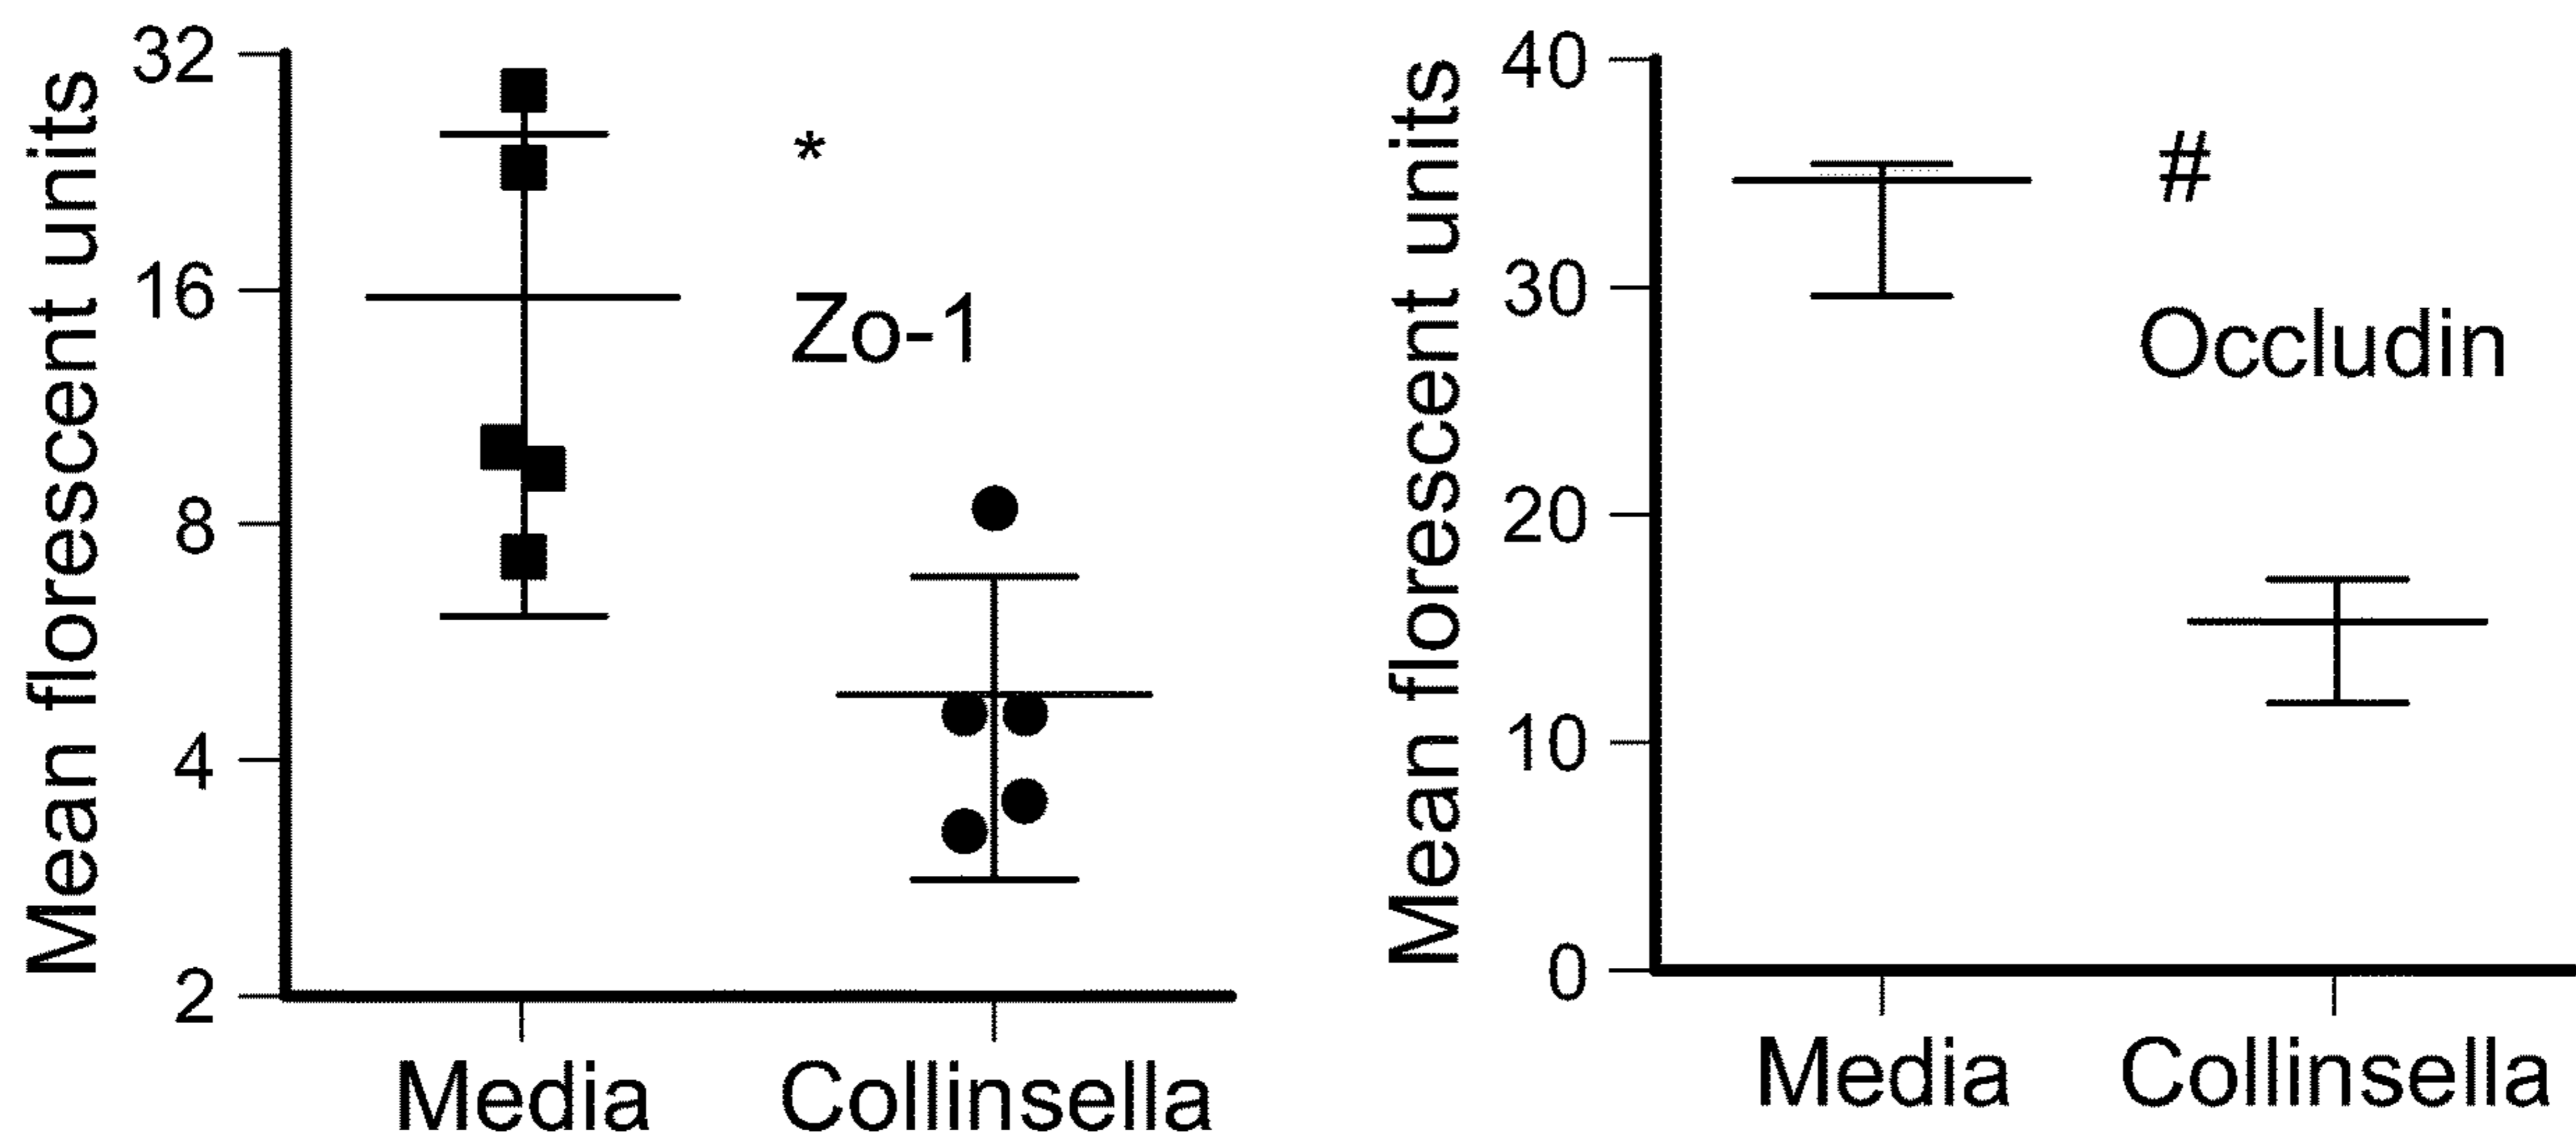 Mean florescent units
32
16
8
4
2
*
Zo-1
Media
Collinsella
Mean florescent units
40
30
20
10
0
#
Occludin
Media
Collinsella